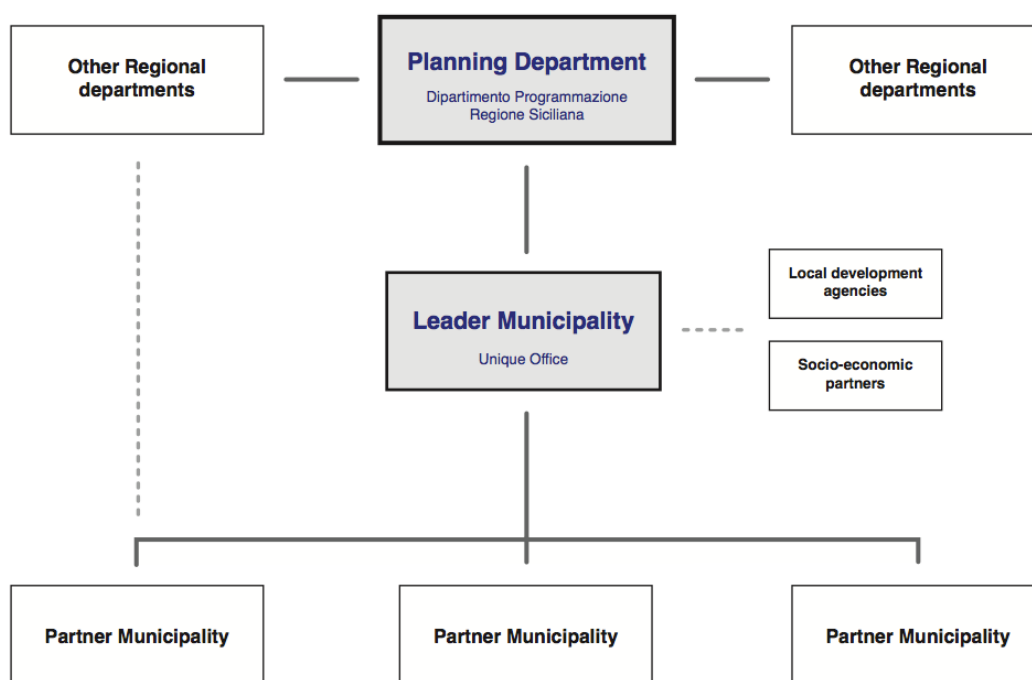 Other Regional
departments
Planning Department
Dipartimento Programmazione
Regione Siciliana
Other Regional
departments
Leader Municipality
Unique Office
Local development
agencies
Socio-economic
partners
Partner Municipality
Partner Municipality
Partner Municipality